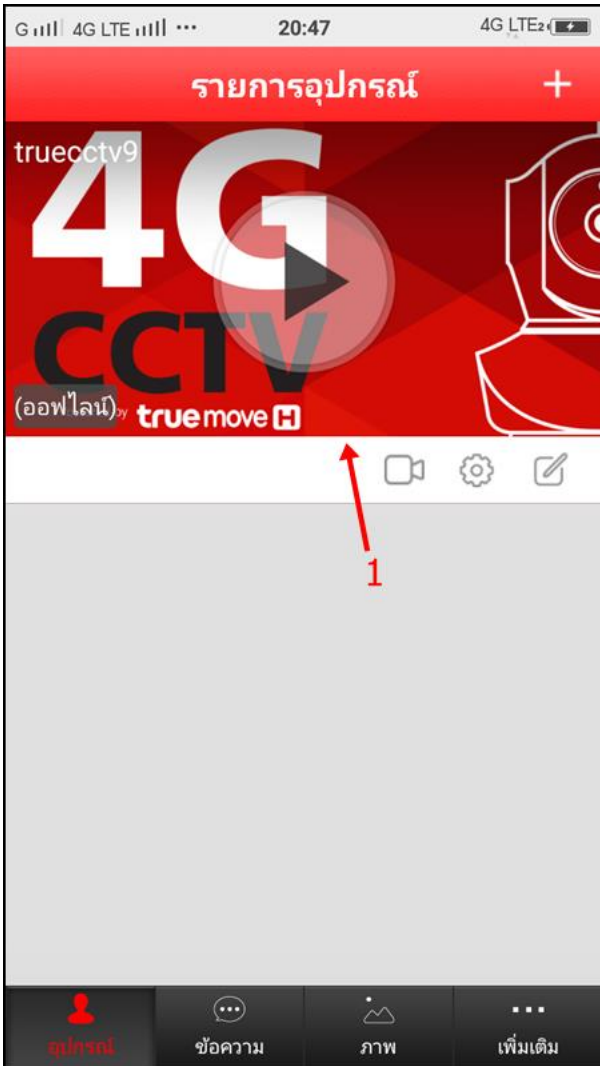 G 4G LTE ••• 20:47 4G LTE2
รายการอุปกรณ์ +
truecctv9
4G
CCTV
(ออฟไลน์) by truemove H
1
อุปกรณ์ ข้อความ ภาพ เพิ่มเติม